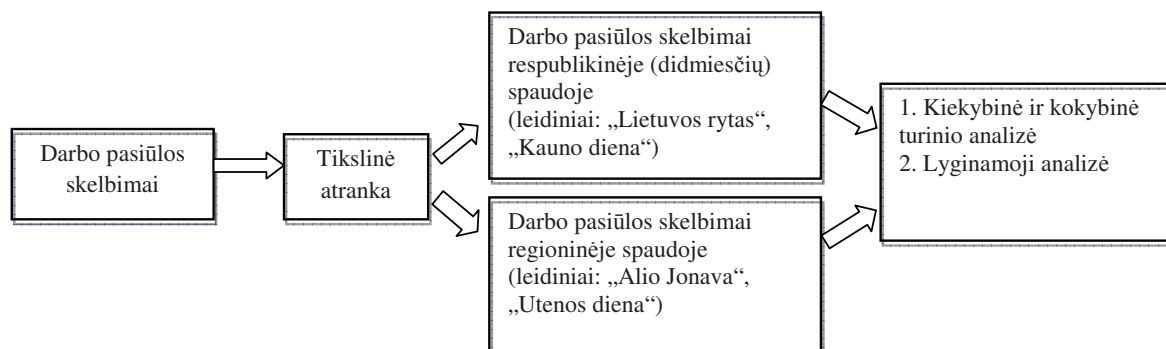 Darbo pasiūlos
skelbimai
Tikslinė
atranka
Darbo pasiūlos skelbimai
respublikinėje (didmiesčių)
spaudoje
(leidiniai: „Lietuvos rytas“,
„Kauno diena“)
Darbo pasiūlos skelbimai
regioninėje spaudoje
(leidiniai: „Alio Jonava“,
„Utenos diena“)
1. Kiekybinė ir kokybinė
turinio analizė
2. Lyginamoji analizė